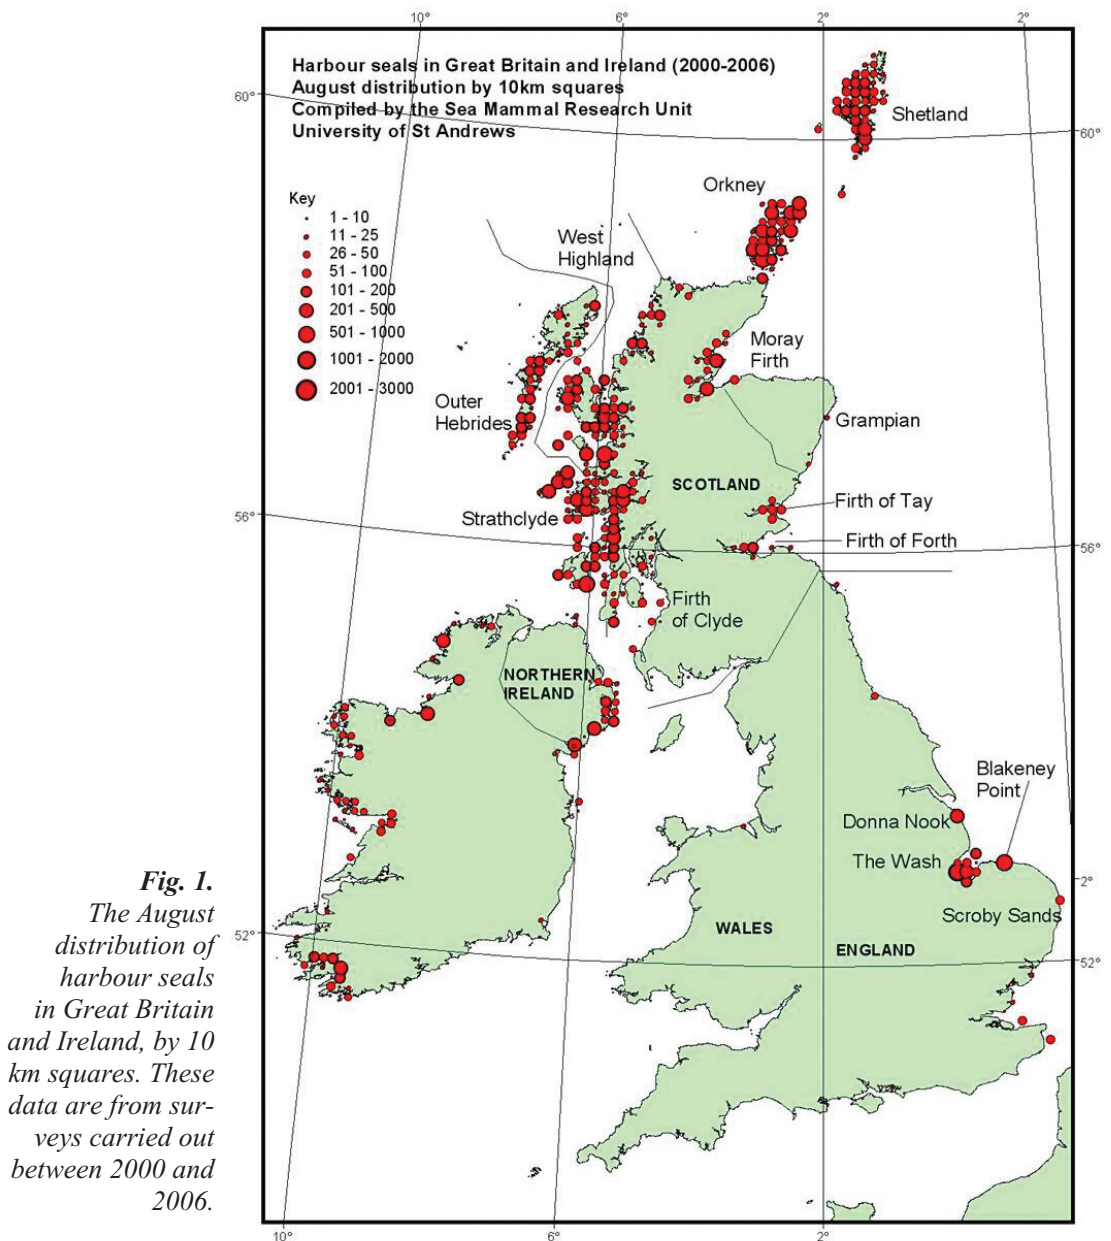 10°
6°
2°
2°
Harbour seals in Great Britain and Ireland (2000-2006)
August distribution by 10km squares
Compiled by the Sea Mammal Research Unit
University of St Andrews
60°
60°
Shetland
Orkney
Key
1 - 10
11 - 25
26 - 50
51 - 100
101 - 200
201 - 500
501 - 1000
1001 - 2000
2001 - 3000
West
Highland
Moray
Firth
Outer
Hebrides
Grampian
SCOTLAND
Firth of Tay
Strathclyde
56°
Firth of Forth
56°
Firth
of Clyde
NORTHERN
IRELAND
Blakeney
Point
Donna Nook
The Wash
2°
Scroby Sands
WALES
ENGLAND
52°
52°
10°
6°
2°
Fig. 1.
The August
distribution of
harbour seals
in Great Britain
and Ireland, by 10
km squares. These
data are from sur-
veys carried out
between 2000 and
2006.